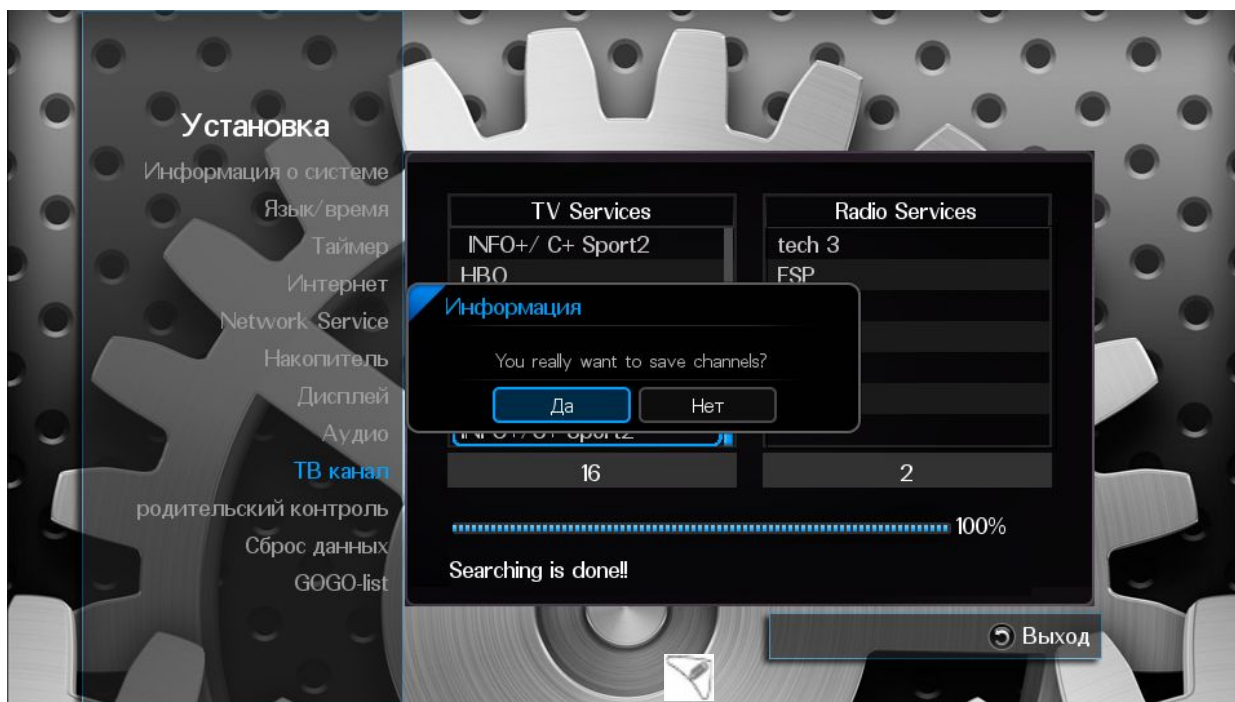 Установка
Информация о системе
Язык/время
Таймер
Интернет
Network Service
Накопитель
Дисплей
Аудио
ТВ канал
родительский контроль
Сброс данных
GOGO-list
TV Services
Radio Services
INFO+/ C+ Sport2
tech 3
HBO
ESP
Информация
You really want to save channels?
Да
Нет
INFO+/C+ Sport2
16
2
100%
Searching is done!!
Выход